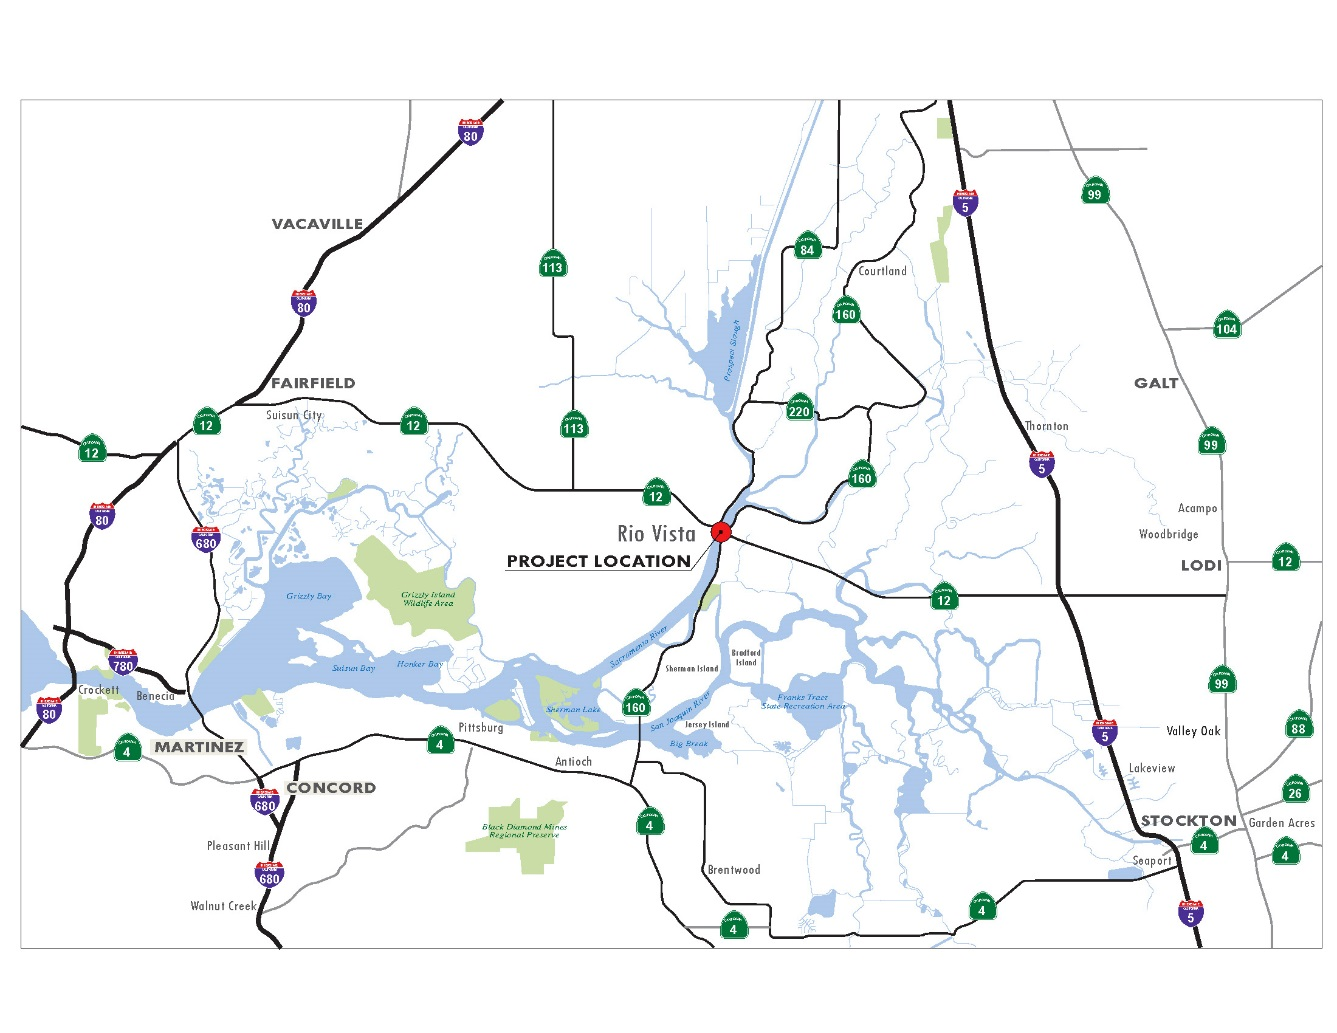 80
99
5
VACAVILLE
84
113
Courtland
80
160
104
Prospect Slough
FAIRFIELD
GALT
Suisun City
220
12
12
113
Thornton
12
99
5
160
12
80
Acampo
Rio Vista
Woodbridge
680
PROJECT LOCATION
12
LODI
Grizzly Bay
Grizzly Island
Wildlife Area
12
Sacramento River
780
Suisun Bay
Honker Bay
Sherman Island
Bradford
Island
99
Crockett
Benecia
80
160
Sherman Lake
San Joaquin River
Franks Tract
State Recreation Area
Jersey Island
Pittsburg
88
Valley Oak
5
4
MARTINEZ
4
Big Break
Antioch
Lakeview
CONCORD
680
26
4
STOCKTON
Garden Acres
Black Diamond Mines
Regional Preserve
4
4
Pleasant Hill
Seaport
680
Brentwood
Walnut Creek
4
4
5